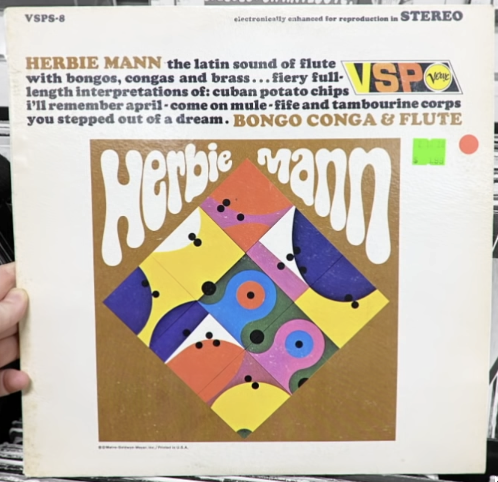 VSPS-8
electronically enhanced for reproduction in STEREO
HERBIE MANN the latin sound of flute
with bongos, congas and brass...fiery full-
length interpretations of: cuban potato chips
i'll remember april - come on mule - fife and tambourine corps
you stepped out of a dream. BONGO CONGA & FLUTE
VSP
Verve
Herbie Mann
Printed in U.S.A.